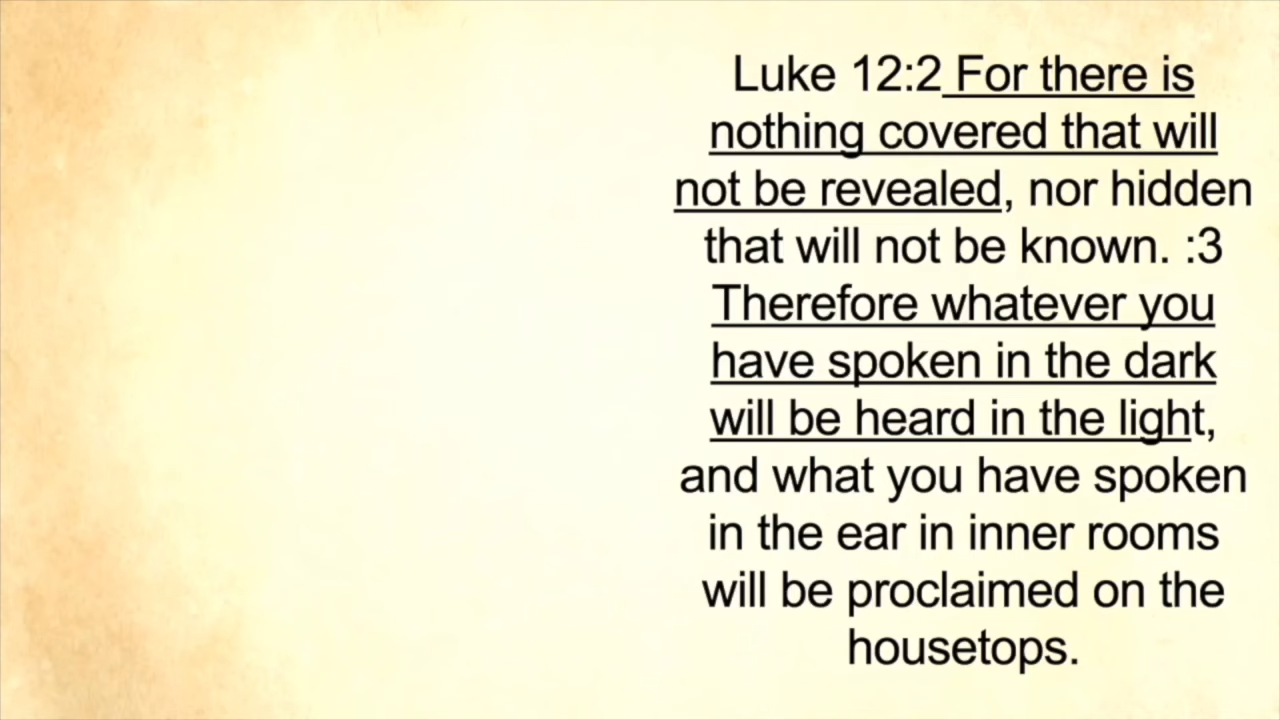 Luke 12:2 For there is
nothing covered that will
not be revealed, nor hidden
that will not be known. :3
Therefore whatever you
have spoken in the dark
will be heard in the light,
and what you have spoken
in the ear in inner rooms
will be proclaimed on the
housetops.